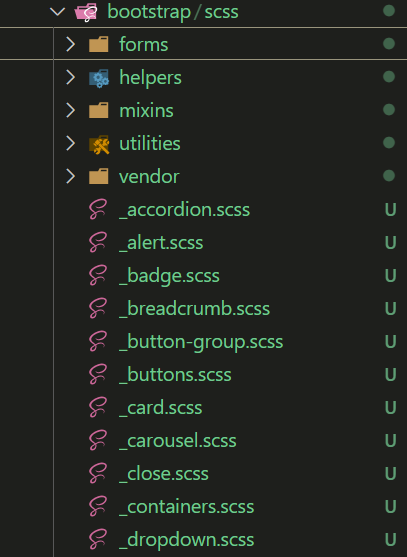 bootstrap/scss
forms
helpers
mixins
utilities
vendor
_accordion.scss U
_alert.scss U
_badge.scss U
_breadcrumb.scss U
_button-group.scss U
_buttons.scss U
_card.scss U
_carousel.scss U
_close.scss U
_containers.scss U
_dropdown.scss U